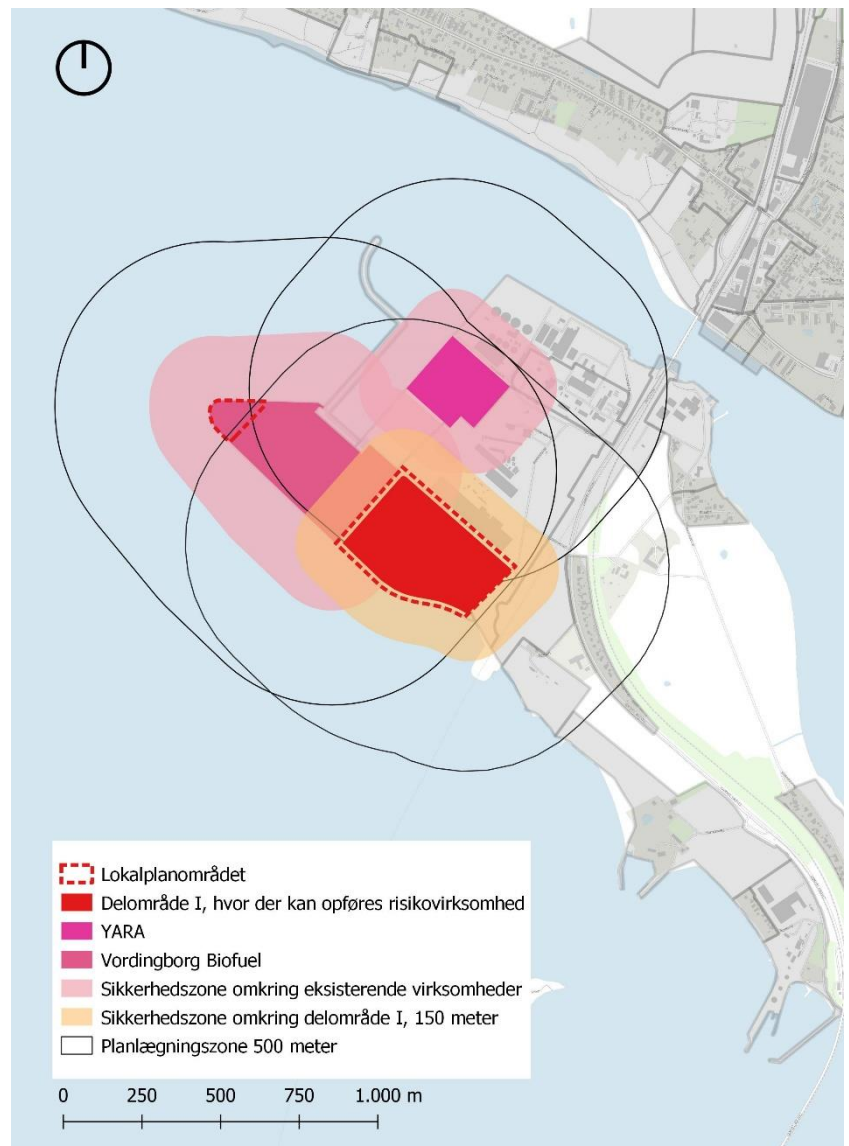 Lokalplanområdet
Delområde I, hvor der kan opføres risikovirksomhed
YARA
Vordingborg Biofuel
Sikkerhedszone omkring eksisterende virksomheder
Sikkerhedszone omkring delområde I, 150 meter
Planlægningszone 500 meter
0 250 500 750 1.000 m